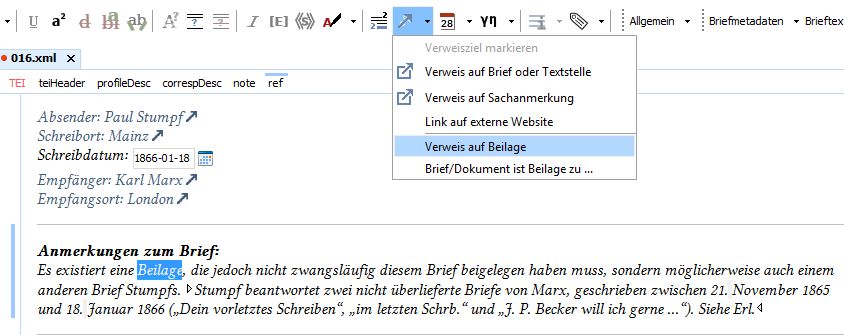 U a² d bɫ ab A? ? I [E] ⟨S⟩ A 28 γη Allgemein Briefmetadaten Brieftex
016.xml
TEI teiHeader profileDesc correspDesc note ref
Verweisziel markieren
Verweis auf Brief oder Textstelle
Verweis auf Sachanmerkung
Link auf externe Website
Verweis auf Beilage
Brief/Dokument ist Beilage zu ...
Absender: Paul Stumpf
Schreibort: Mainz
Schreibdatum: 1866-01-18
Empfänger: Karl Marx
Empfangsort: London
Anmerkungen zum Brief:
Es existiert eine Beilage, die jedoch nicht zwangsläufig diesem Brief beigelegen haben muss, sondern möglicherweise auch einem
anderen Brief Stumpfs. Stumpf beantwortet zwei nicht überlieferte Briefe von Marx, geschrieben zwischen 21. November 1865
und 18. Januar 1866 („Dein vorletztes Schreiben“, „im letzten Schrb.“ und „J. P. Becker will ich gerne ...“). Siehe Erl.